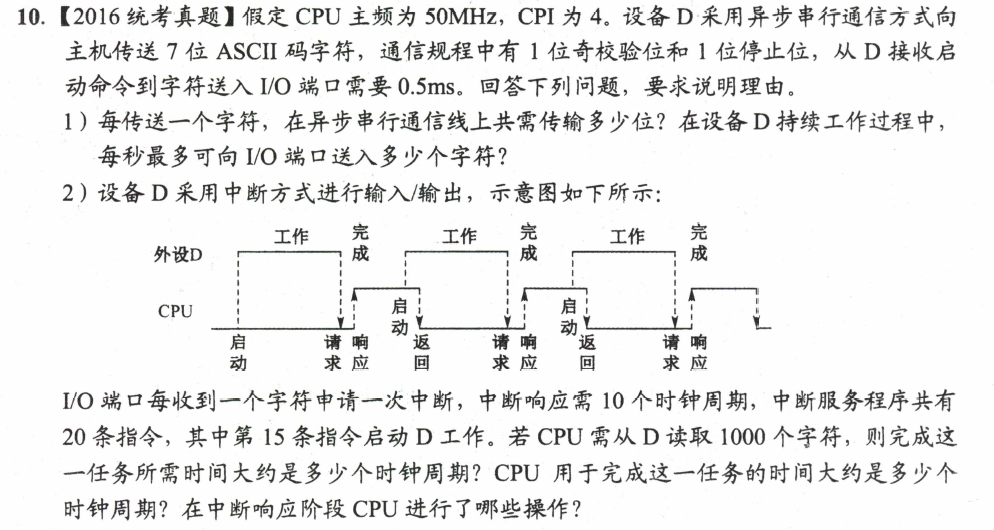 10.【2016 统考真题】假定 CPU 主频为 50MHz，CPI 为 4。设备 D 采用异步串行通信方式向
主机传送 7 位 ASCII 码字符，通信规程中有 1 位奇校验位和 1 位停止位，从 D 接收启
动命令到字符送入 I/O 端口需要 0.5ms。回答下列问题，要求说明理由。
1）每传送一个字符，在异步串行通信线上共需传输多少位？在设备 D 持续工作过程中，
每秒最多可向 I/O 端口送入多少个字符？
2）设备 D 采用中断方式进行输入/输出，示意图如下所示：
工作 完成 工作 完成 工作 完成
外设D
CPU
启动 请求 响应 启动 返回 请求 响应 启动 返回 请求 响应
I/O 端口每收到一个字符申请一次中断，中断响应需 10 个时钟周期，中断服务程序共有
20 条指令，其中第 15 条指令启动 D 工作。若 CPU 需从 D 读取 1000 个字符，则完成这
一任务所需时间大约是多少个时钟周期？CPU 用于完成这一任务的时间大约是多少个
时钟周期？在中断响应阶段 CPU 进行了哪些操作？